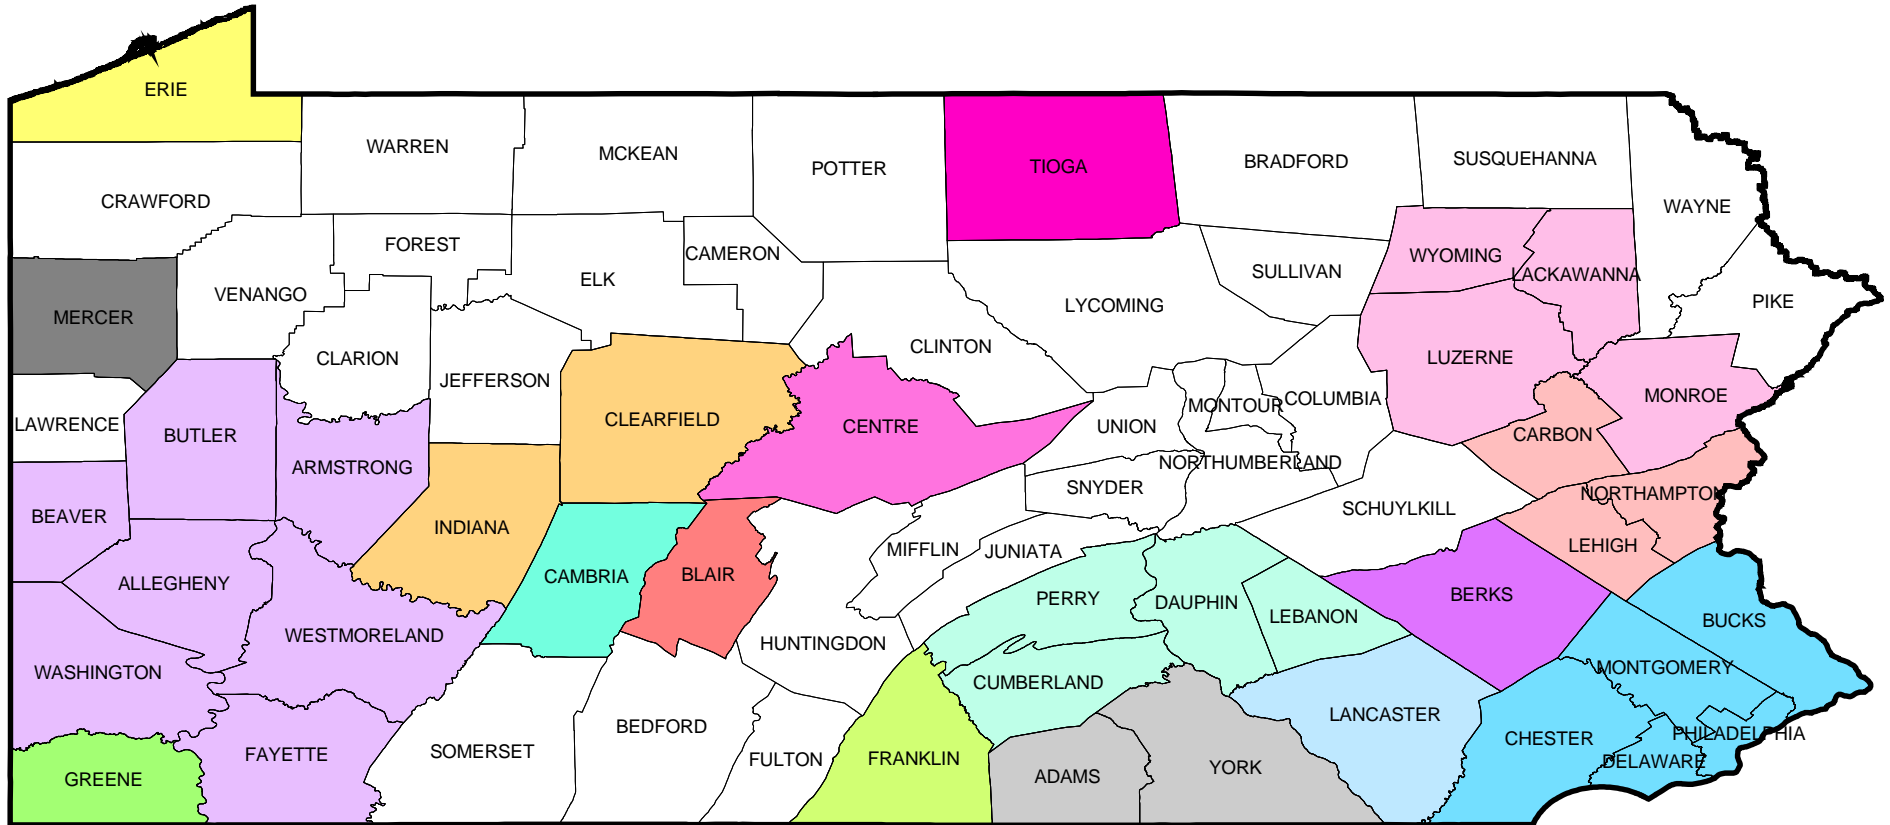 ERIE
WARREN
MCKEAN
POTTER
TIOGA
BRADFORD
SUSQUEHANNA
WAYNE
CRAWFORD
FOREST
CAMERON
ELK
SULLIVAN
WYOMING
LACKAWANNA
PIKE
MERCER
VENANGO
LYCOMING
CLARION
JEFFERSON
CLINTON
LUZERNE
MONROE
LAWRENCE
BUTLER
CLEARFIELD
CENTRE
UNION
MONTOUR
COLUMBIA
CARBON
ARMSTRONG
NORTHUMBERLAND
BEAVER
INDIANA
SNYDER
SCHUYLKILL
NORTHAMPTON
ALLEGHENY
CAMBRIA
BLAIR
MIFFLIN
JUNIATA
LEHIGH
WESTMORELAND
HUNTINGDON
PERRY
DAUPHIN
LEBANON
BERKS
BUCKS
WASHINGTON
CUMBERLAND
MONTGOMERY
GREENE
FAYETTE
SOMERSET
BEDFORD
FULTON
FRANKLIN
ADAMS
YORK
LANCASTER
CHESTER
DELAWARE
PHILADELPHIA